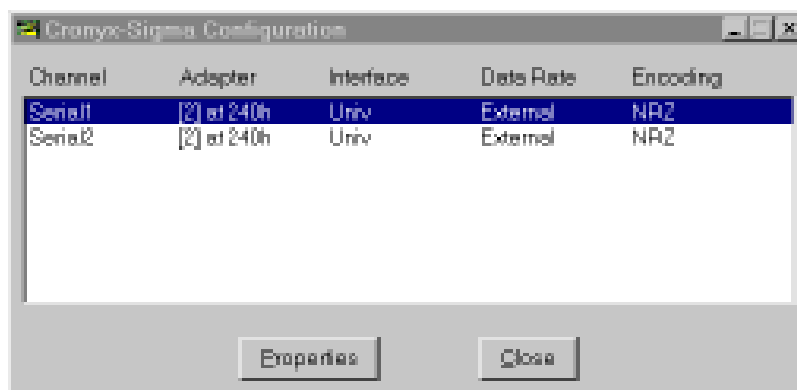 Cronyx-Sigma Configuration
Channel Adapter Interface Data Rate Encoding
Serial1 [2] at 240h Univ External NRZ
Serial2 [2] at 240h Univ External NRZ
Properties Close